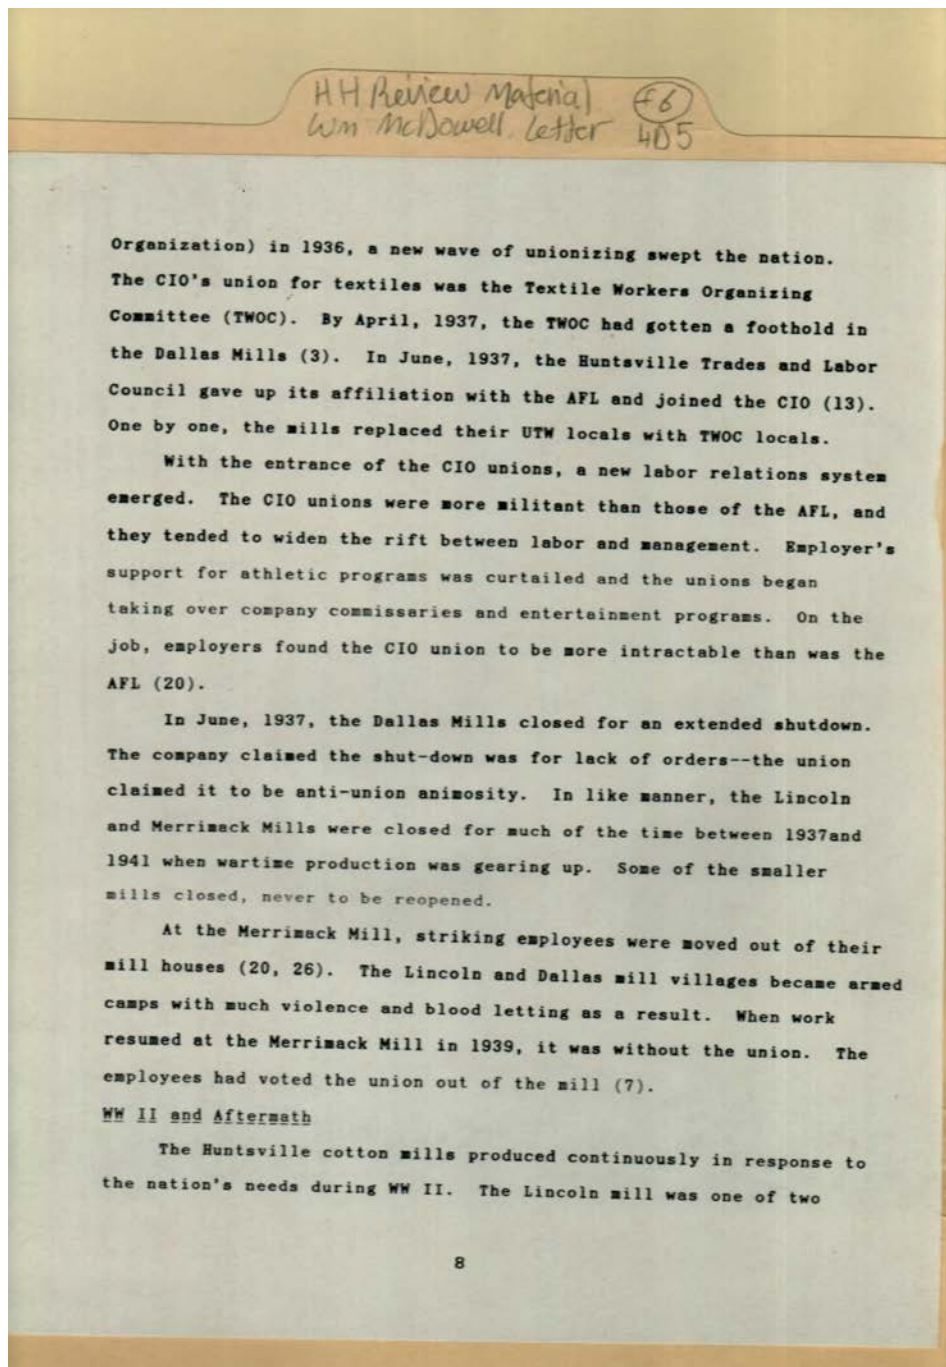 HH Review Material f6
Wm McDowell Letter 4D5
Organization) in 1936, a new wave of unionizing swept the nation.
The CIO's union for textiles was the Textile Workers Organizing
Committee (TWOC). By April, 1937, the TWOC had gotten a foothold in
the Dallas Mills (3). In June, 1937, the Huntsville Trades and Labor
Council gave up its affiliation with the AFL and joined the CIO (13).
One by one, the mills replaced their UTW locals with TWOC locals.
With the entrance of the CIO unions, a new labor relations system
emerged. The CIO unions were more militant than those of the AFL, and
they tended to widen the rift between labor and management. Employer's
support for athletic programs was curtailed and the unions began
taking over company commissaries and entertainment programs. On the
job, employers found the CIO union to be more intractable than was the
AFL (20).
In June, 1937, the Dallas Mills closed for an extended shutdown.
The company claimed the shut-down was for lack of orders--the union
claimed it to be anti-union animosity. In like manner, the Lincoln
and Merrimack Mills were closed for much of the time between 1937and
1941 when wartime production was gearing up. Some of the smaller
mills closed, never to be reopened.
At the Merrimack Mill, striking employees were moved out of their
mill houses (20, 26). The Lincoln and Dallas mill villages became armed
camps with much violence and blood letting as a result. When work
resumed at the Merrimack Mill in 1939, it was without the union. The
employees had voted the union out of the mill (7).
WW II and Aftermath
The Huntsville cotton mills produced continuously in response to
the nation's needs during WW II. The Lincoln mill was one of two
8